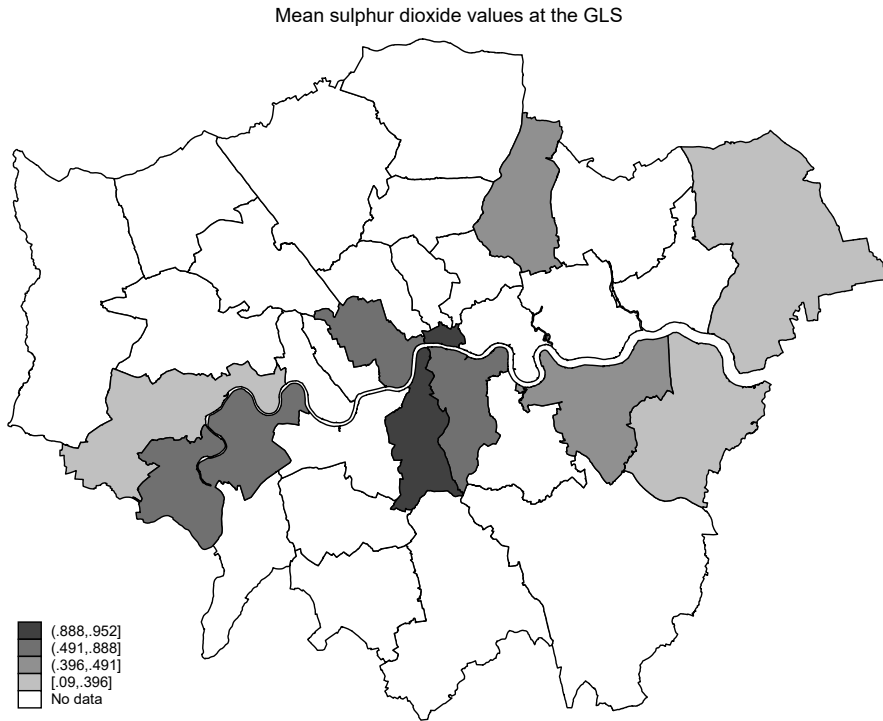 Mean sulphur dioxide values at the GLS
(.888,.952]
(.491,.888]
(.396,.491]
[.09,.396]
No data